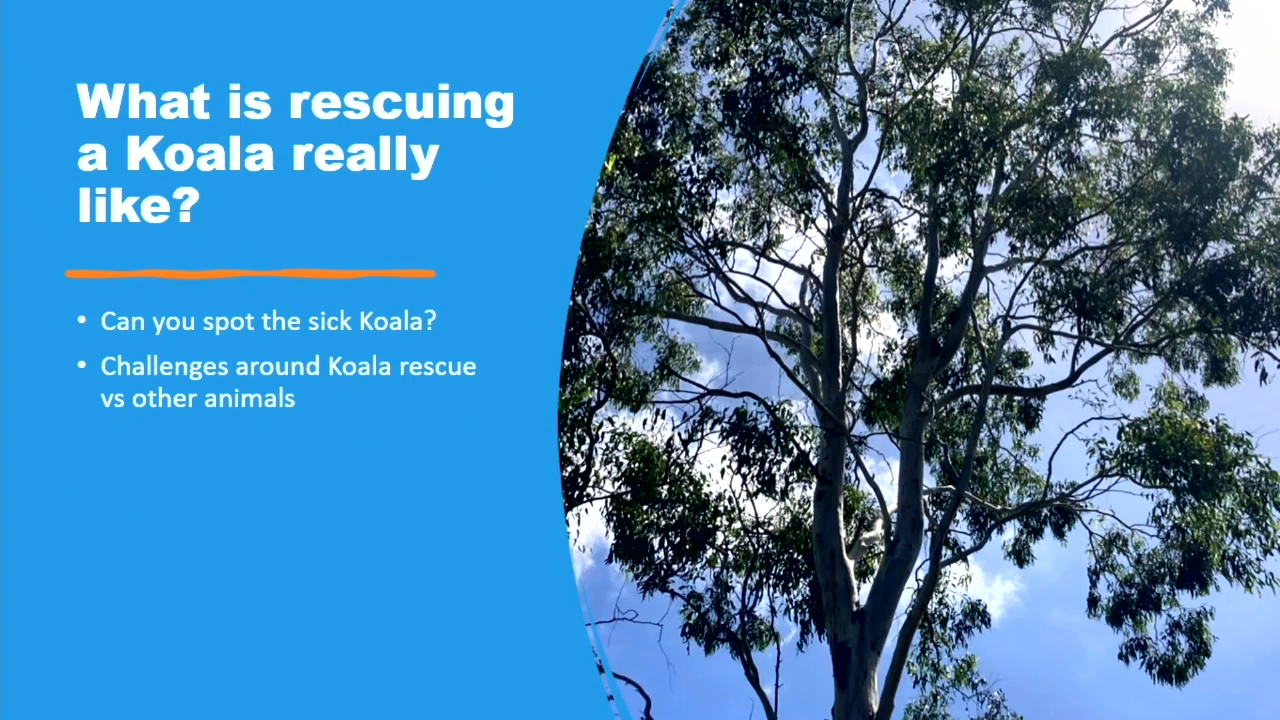 What is rescuing
a Koala really
like?
• Can you spot the sick Koala?
• Challenges around Koala rescue
vs other animals